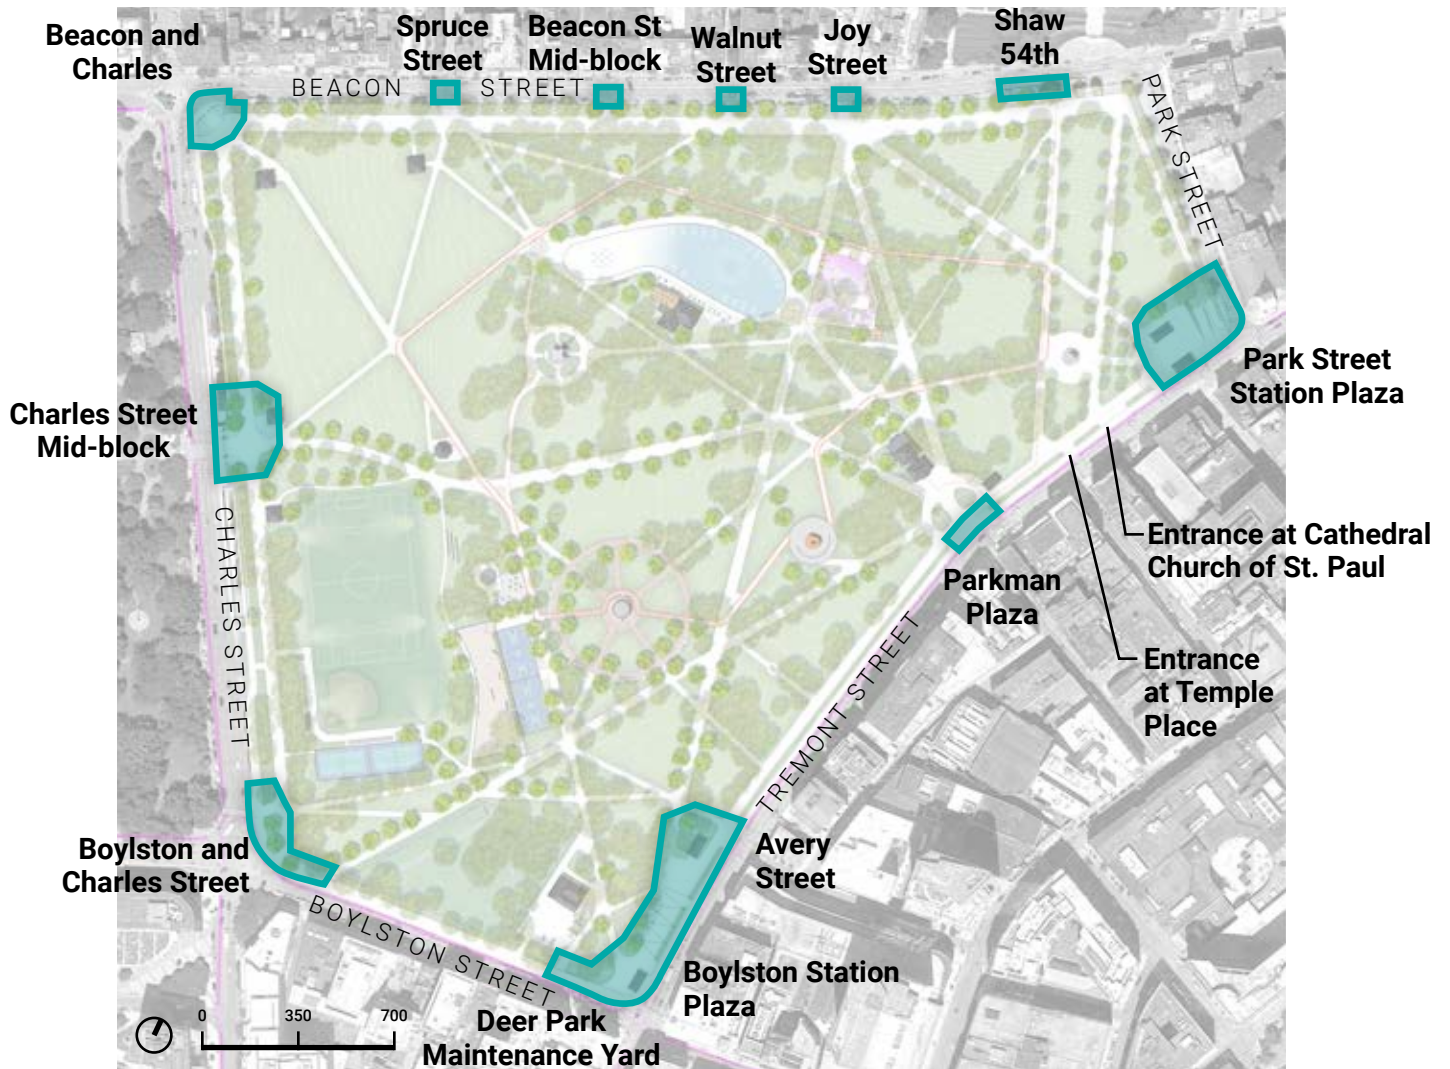 Beacon and
Charles
Spruce
Street
Beacon St
Mid-block
Walnut
Street
Joy
Street
Shaw
54th
BEACON STREET
PARK STREET
Park Street
Station Plaza
Charles Street
Mid-block
CHARLES STREET
Entrance at Cathedral
Church of St. Paul
Parkman
Plaza
Entrance
at Temple
Place
TREMONT STREET
Boylston and
Charles Street
Avery
Street
BOYLSTON STREET
Boylston Station
Plaza
Deer Park
Maintenance Yard
0 350 700